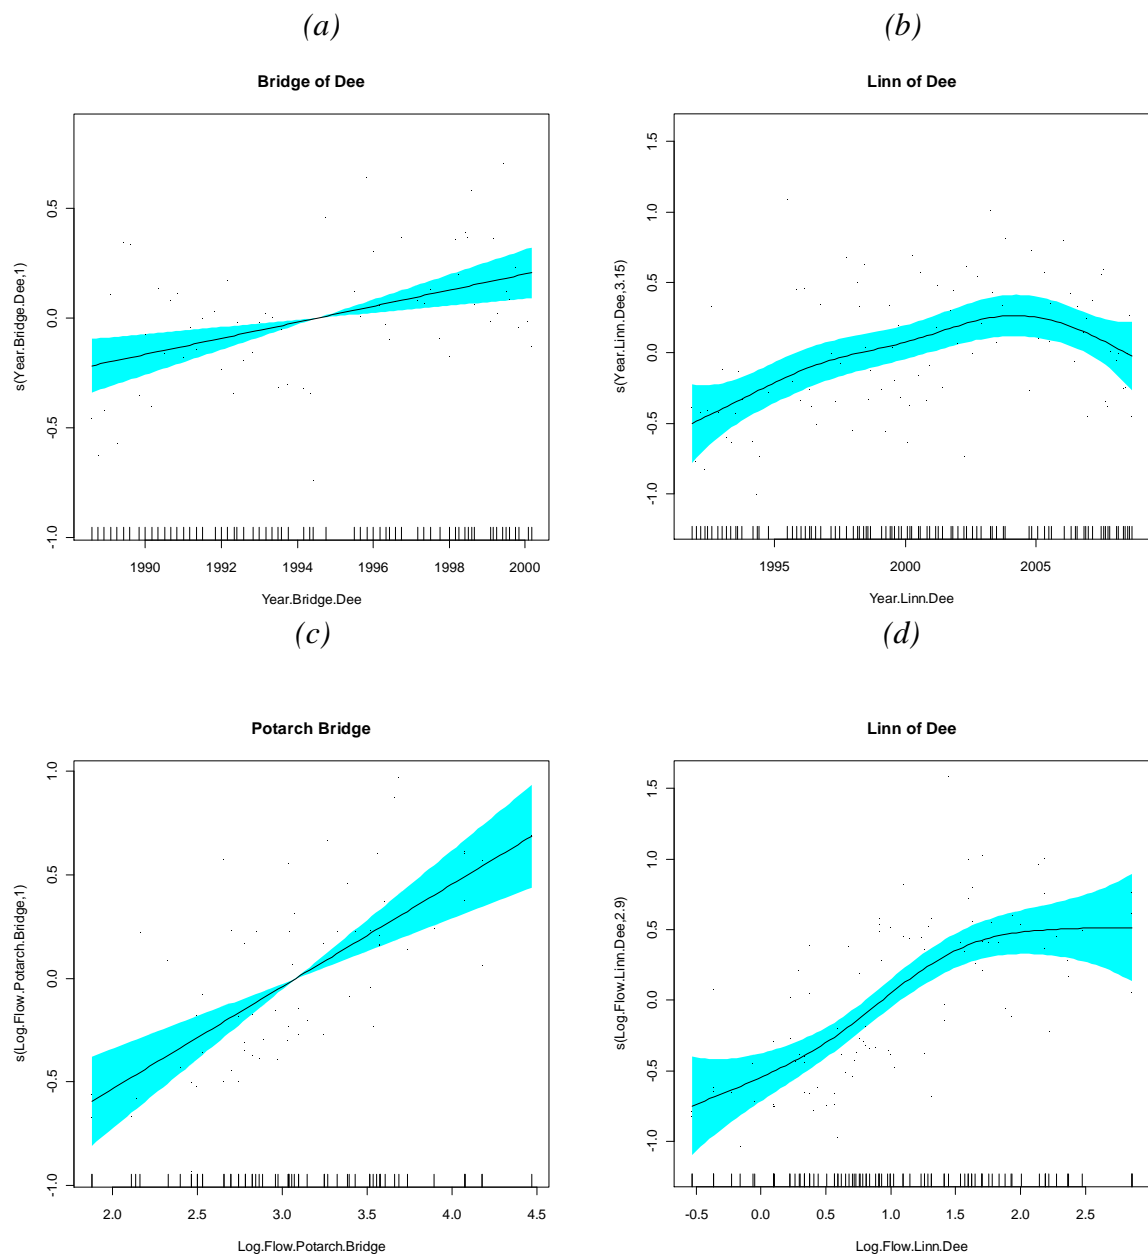 (a)
Bridge of Dee
s(Year.Bridge.Dee,1)
0.5
0.0
-0.5
-1.0
1990 1992 1994 1996 1998 2000
Year.Bridge.Dee
(b)
Linn of Dee
s(Year.Linn.Dee,3.15)
1.5
1.0
0.5
0.0
-0.5
-1.0
1995 2000 2005
Year.Linn.Dee
(c)
Potarch Bridge
s(Log.Flow.Potarch.Bridge,1)
1.0
0.5
0.0
-0.5
-1.0
2.0 2.5 3.0 3.5 4.0 4.5
Log.Flow.Potarch.Bridge
(d)
Linn of Dee
s(Log.Flow.Linn.Dee,2.9)
1.5
1.0
0.5
0.0
-0.5
-1.0
-0.5 0.0 0.5 1.0 1.5 2.0 2.5
Log.Flow.Linn.Dee